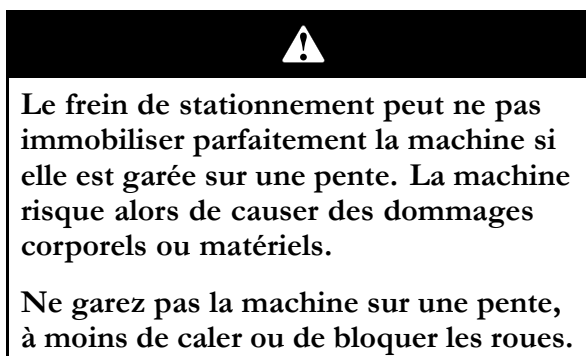 Le frein de stationnement peut ne pas
immobiliser parfaitement la machine si
elle est garée sur une pente. La machine
risque alors de causer des dommages
corporels ou matériels.
Ne garez pas la machine sur une pente,
à moins de caler ou de bloquer les roues.